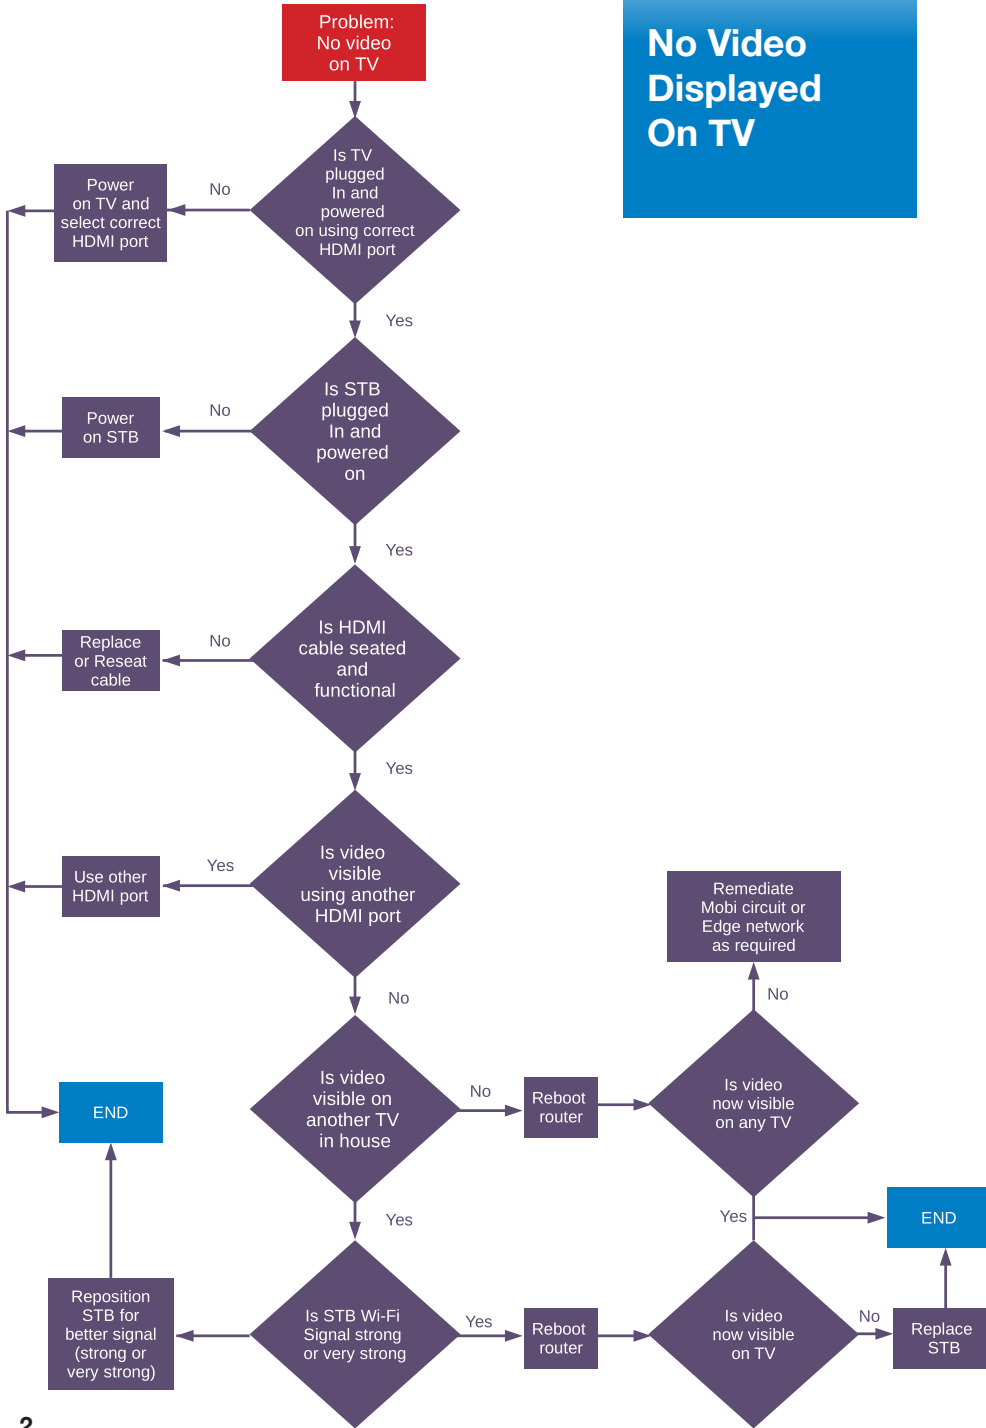 Problem:
No video
on TV
No Video
Displayed
On TV
Is TV
plugged
In and
powered
on using correct
HDMI port
No
Power
on TV and
select correct
HDMI port
Yes
Is STB
plugged
In and
powered
on
No
Power
on STB
Yes
Is HDMI
cable seated
and
functional
No
Replace
or Reseat
cable
Yes
Is video
visible
using another
HDMI port
Yes
Use other
HDMI port
No
Remediate
Mobi circuit or
Edge network
as required
No
Is video
visible on
another TV
in house
No
Reboot
router
Is video
now visible
on any TV
END
Yes
Yes
END
Is STB Wi-Fi
Signal strong
or very strong
Reposition
STB for
better signal
(strong or
very strong)
Yes
Reboot
router
Is video
now visible
on TV
No
Replace
STB
2